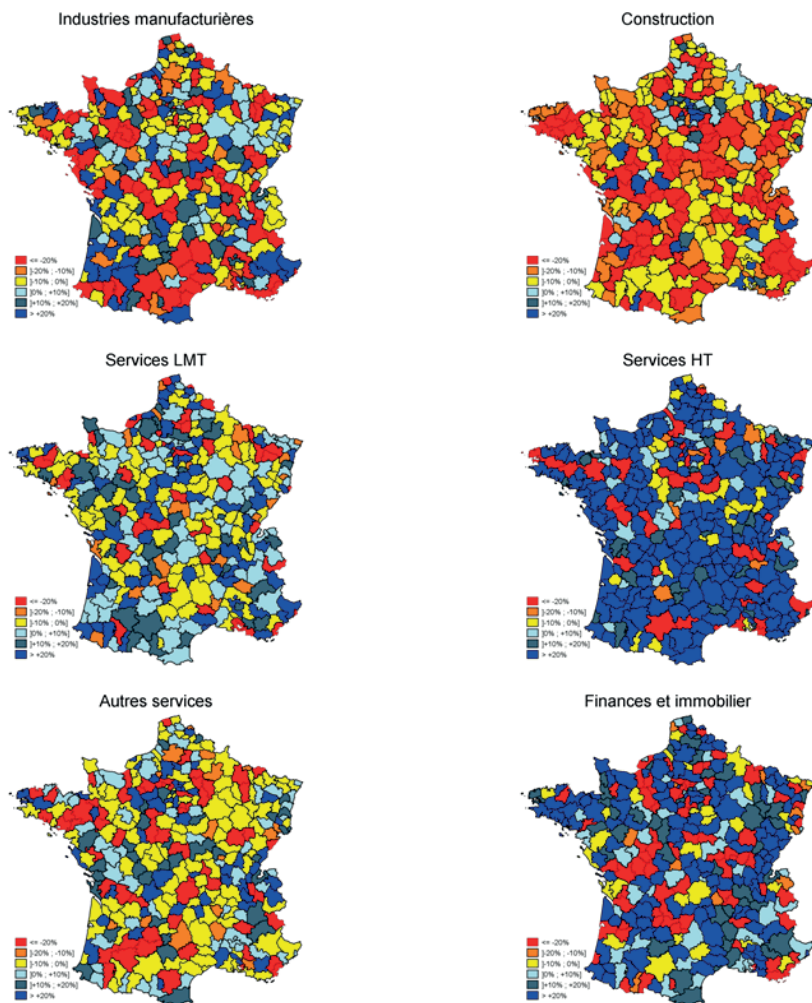 Industries manufacturières
Construction
<= -20%
]-20% ; -10%]
]-10% ; 0%]
]0% ; +10%]
]+10% ; +20%]
> +20%
<= -20%
]-20% ; -10%]
]-10% ; 0%]
]0% ; +10%]
]+10% ; +20%]
> +20%
Services LMT
Services HT
<= -20%
]-20% ; -10%]
]-10% ; 0%]
]0% ; +10%]
]+10% ; +20%]
> +20%
<= -20%
]-20% ; -10%]
]-10% ; 0%]
]0% ; +10%]
]+10% ; +20%]
> +20%
Autres services
Finances et immobilier
<= -20%
]-20% ; -10%]
]-10% ; 0%]
]0% ; +10%]
]+10% ; +20%]
> +20%
<= -20%
]-20% ; -10%]
]-10% ; 0%]
]0% ; +10%]
]+10% ; +20%]
> +20%